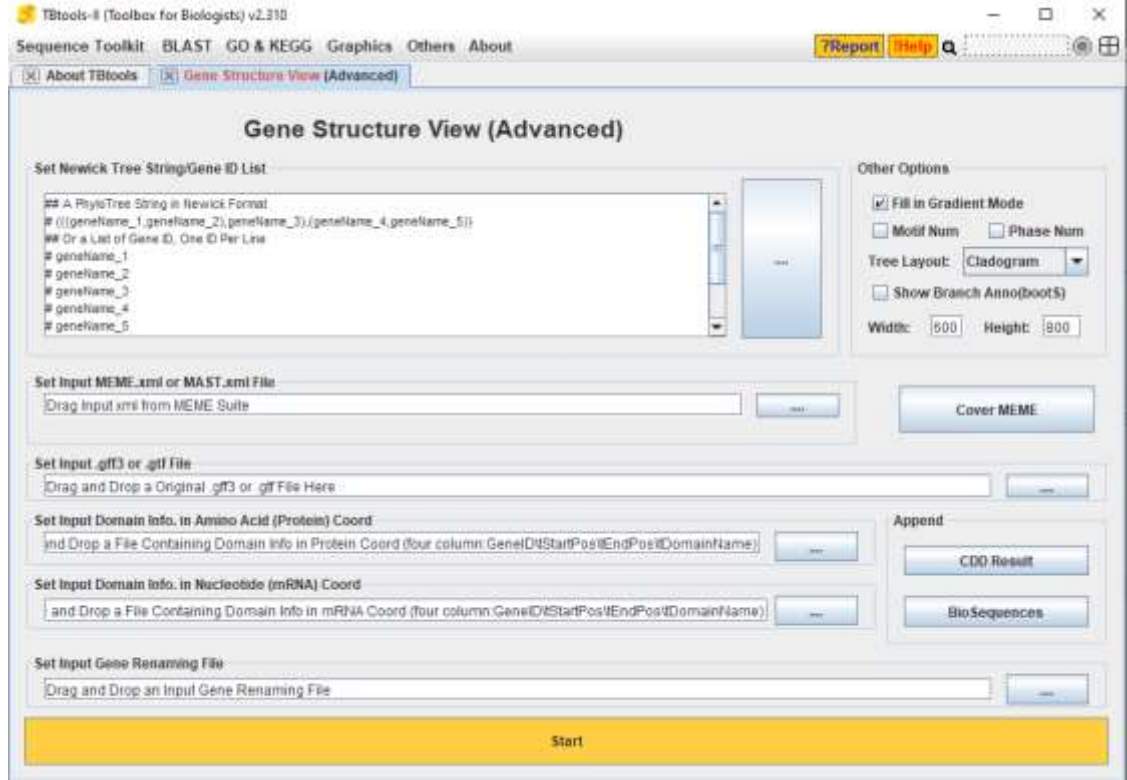 TBtools-II (Toolbox for Biologists) v2.310
Sequence Toolkit BLAST GO & KEGG Graphics Others About
?Report !Help
About TBtools Gene Structure View (Advanced)
Gene Structure View (Advanced)
Set Newick Tree String/Gene ID List
## A PhyloTree String in Newick Format
# (((geneName_1,geneName_2),geneName_3),(geneName_4,geneName_5))
## Or a List of Gene ID, One ID Per Line
# geneName_1
# geneName_2
# geneName_3
# geneName_4
# geneName_5
...
Other Options
Fill in Gradient Mode
Motif Num Phase Num
Tree Layout: Cladogram
Show Branch Anno(bootS)
Width: 600 Height: 800
Set Input MEME.xml or MAST.xml File
Drag Input xml from MEME Suite
...
Cover MEME
Set Input .gff3 or .gtf File
Drag and Drop a Original .gff3 or .gff File Here
...
Set Input Domain Info. in Amino Acid (Protein) Coord
ind Drop a File Containing Domain Info in Protein Coord (four column:GeneID\tStartPos\tEndPos\tDomainName)
...
Set Input Domain Info. in Nucleotide (mRNA) Coord
and Drop a File Containing Domain Info in mRNA Coord (four column:GeneID\tStartPos\tEndPos\tDomainName)
...
Append
CDD Result
BioSequences
Set Input Gene Renaming File
Drag and Drop an Input Gene Renaming File
...
Start